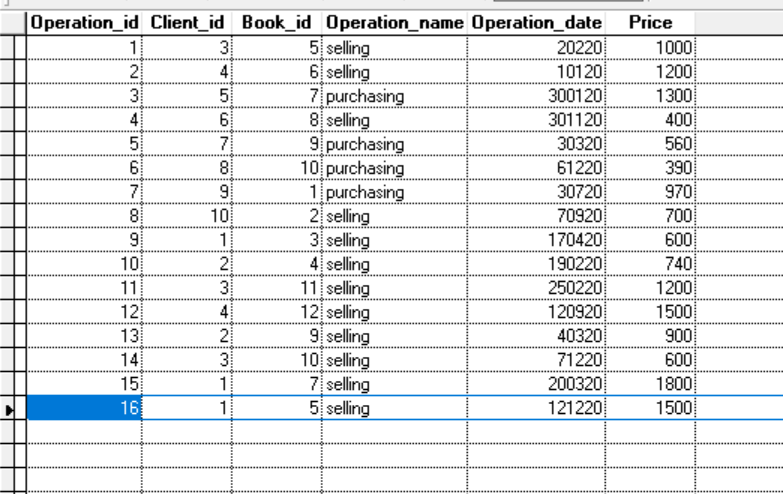 Operation_id Client_id Book_id Operation_name Operation_date Price
1 3 5 selling 20220 1000
2 4 6 selling 10120 1200
3 5 7 purchasing 300120 1300
4 6 8 selling 301120 400
5 7 9 purchasing 30320 560
6 8 10 purchasing 61220 390
7 9 1 purchasing 30720 970
8 10 2 selling 70920 700
9 1 3 selling 170420 600
10 2 4 selling 190220 740
11 3 11 selling 250220 1200
12 4 12 selling 120920 1500
13 2 9 selling 40320 900
14 3 10 selling 71220 600
15 1 7 selling 200320 1800
16 1 5 selling 121220 1500